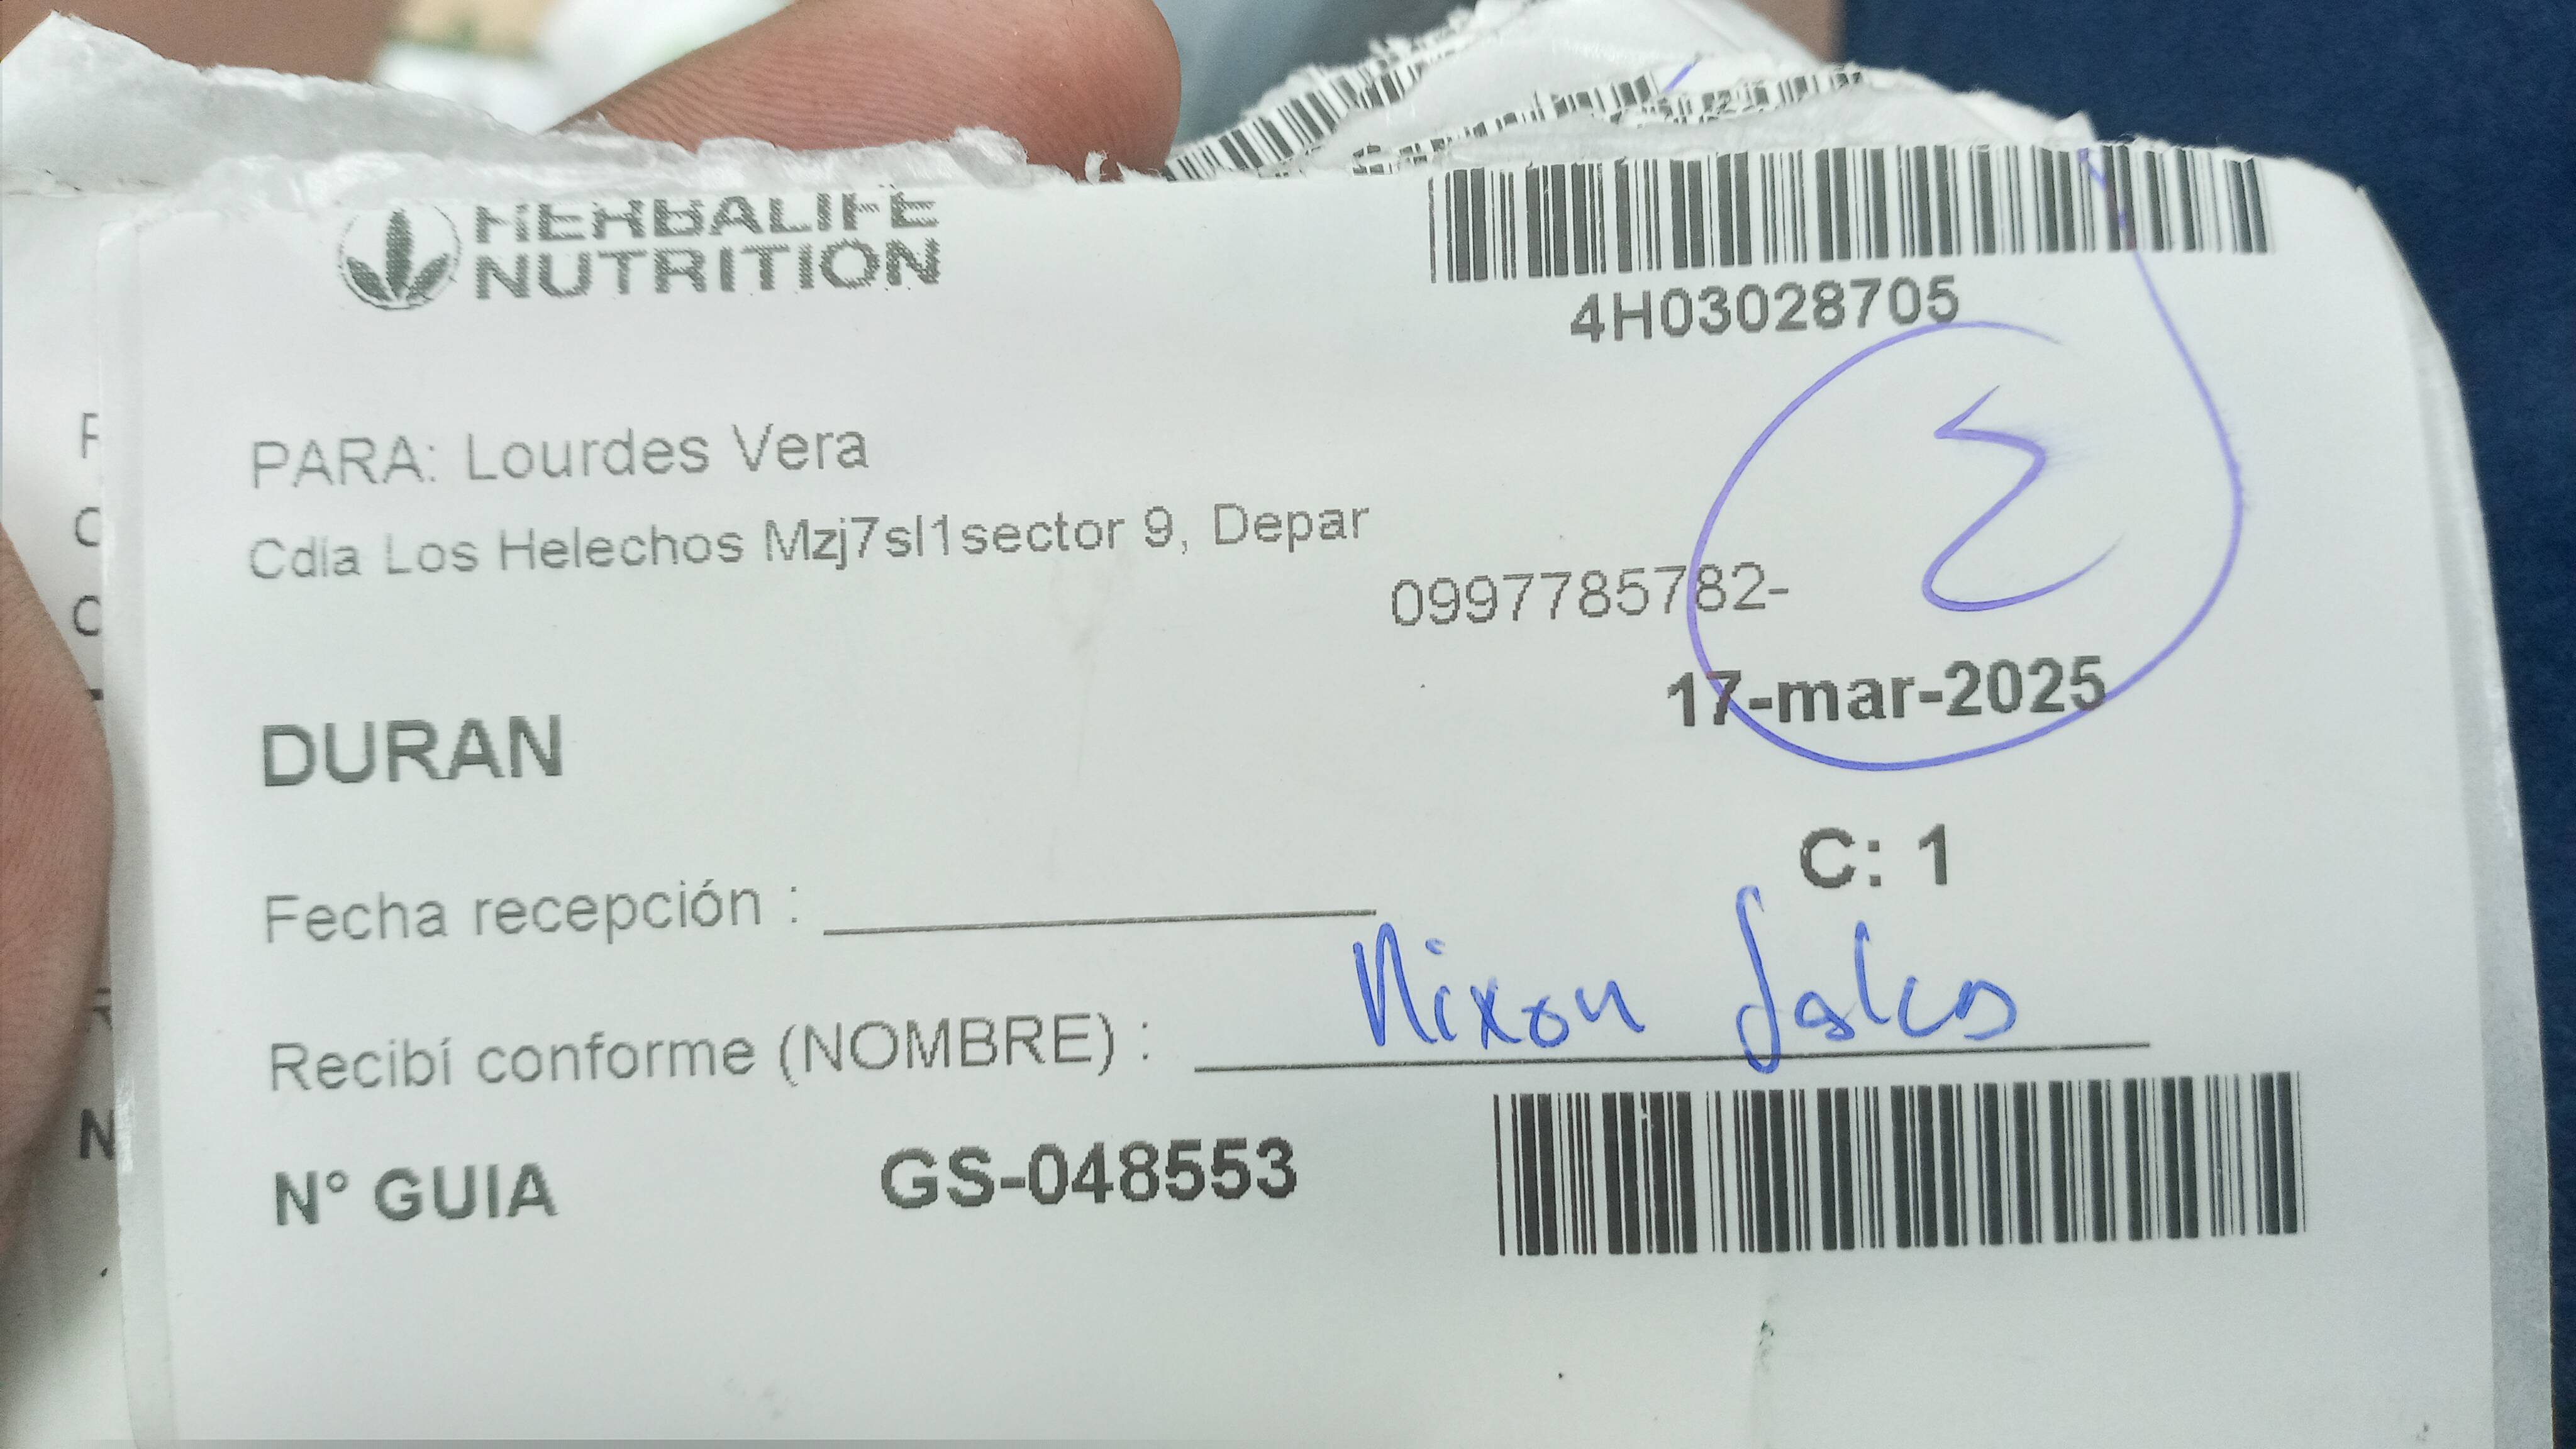 HERBALIFE
NUTRITION
4H03028705
PARA: Lourdes Vera
Cdla Los Helechos Mzj7sl1sector 9, Depar
0997785782-
17-mar-2025
DURAN
C: 1
Fecha recepción :
Recibí conforme (NOMBRE) : Nixon
N° GUIA GS-048553